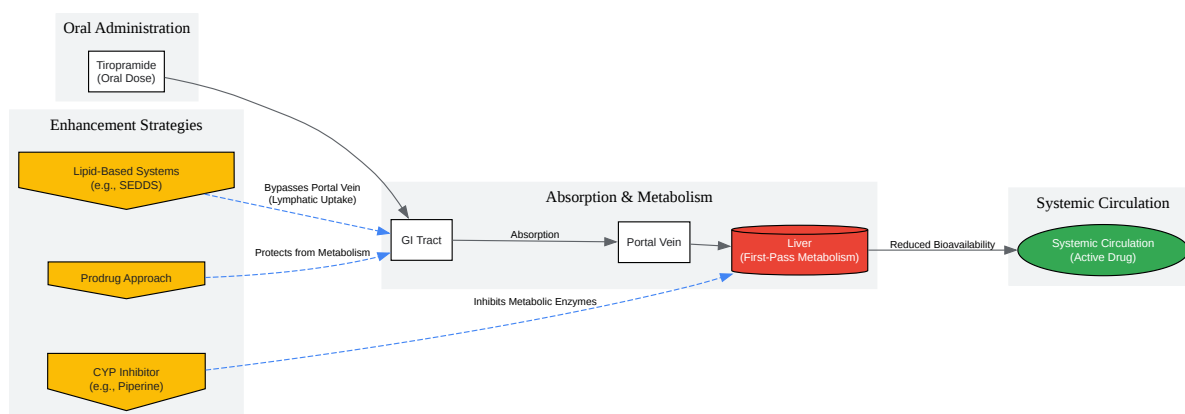 Oral Administration
Tiropramide
(Oral Dose)
Enhancement Strategies
Lipid-Based Systems
(e.g., SEDDS)
Bypasses Portal Vein
(Lymphatic Uptake)
Protects from Metabolism
Prodrug Approach
Inhibits Metabolic Enzymes
CYP Inhibitor
(e.g., Piperine)
Absorption & Metabolism
GI Tract
Absorption
Portal Vein
Liver
(First-Pass Metabolism)
Reduced Bioavailability
Systemic Circulation
Systemic Circulation
(Active Drug)